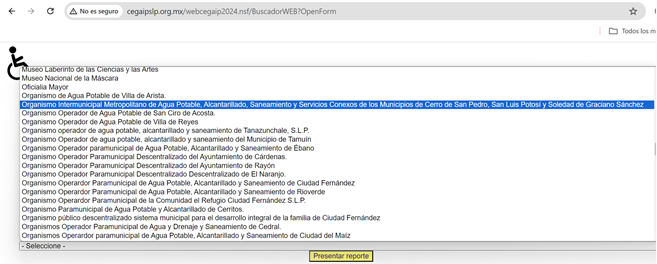 No es seguro cegaipslp.org.mx/webcegaip2024.nsf/BuscadorWEB?OpenForm
Todos los m
Museo Laberinto de las Ciencias y las Artes
Museo Nacional de la Máscara
Oficialia Mayor
Organismo de Agua Potable de Villa de Arista.
Organismo Intermunicipal Metropolitano de Agua Potable, Alcantarillado, Saneamiento y Servicios Conexos de los Municipios de Cerro de San Pedro, San Luis Potosí y Soledad de Graciano Sánchez
Organismo Operador de Agua Potable de San Ciro de Acosta.
Organismo Operador de Agua Potable de Villa de Reyes
Organismo operador de agua potable, alcantarillado y saneamiento de Tanazunchale, S.L.P.
Organismo Operador de agua potable, alcantarillado y saneamiento del Municipio de Tamuín
Organismo Operador paramunicipal de Agua Potable, Alcantarillado y Saneamiento de Ébano
Organismo Operador Paramunicipal Descentralizado del Ayuntamiento de Cárdenas.
Organismo Operador Paramunicipal Descentralizado del Ayuntamiento de Rayón
Organismo Operador Paramunicipal Descentralizado Descentralizado de El Naranjo.
Organismo Operardor Paramunicipal de Agua Potable, Alcantarillado y Saneamiento de Ciudad Fernández
Organismo Operardor Paramunicipal de Agua Potable, Alcantarillado y Saneamiento de Rioverde
Organismo Operardor Paramunicipal de la Comunidad el Refugio Ciudad Fernández S.L.P.
Organismo Paramunicipal de Agua Potable y Alcantarillado de Cerritos.
Organismo público descentralizado sistema municipal para el desarrollo integral de la familia de Ciudad Fernández
Organismos Operador Paramunicipal de Agua y Drenaje y Saneamiento de Cedral.
Organismos Operardor paramunicipal de Agua Potable, Alcantarillado y Saneamiento de Ciudad del Maíz
- Seleccione -
Presentar reporte